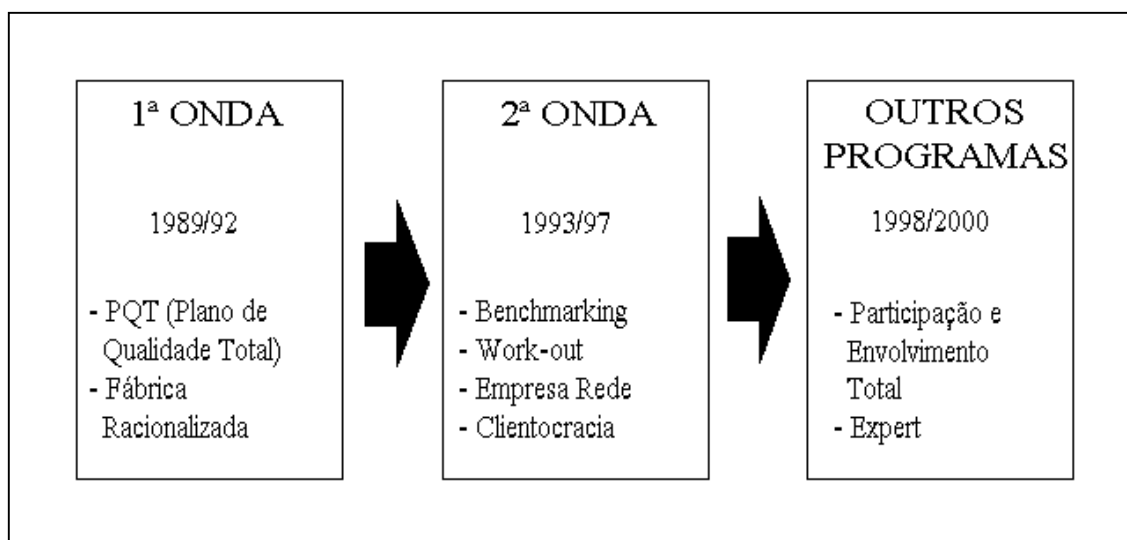 1ª ONDA
1989/92
- PQT (Plano de
Qualidade Total)
- Fábrica
Racionalizada
2ª ONDA
1993/97
- Benchmarking
- Work-out
- Empresa Rede
- Clientocracia
OUTROS
PROGRAMAS
1998/2000
- Participação e
Envolvimento
Total
- Expert